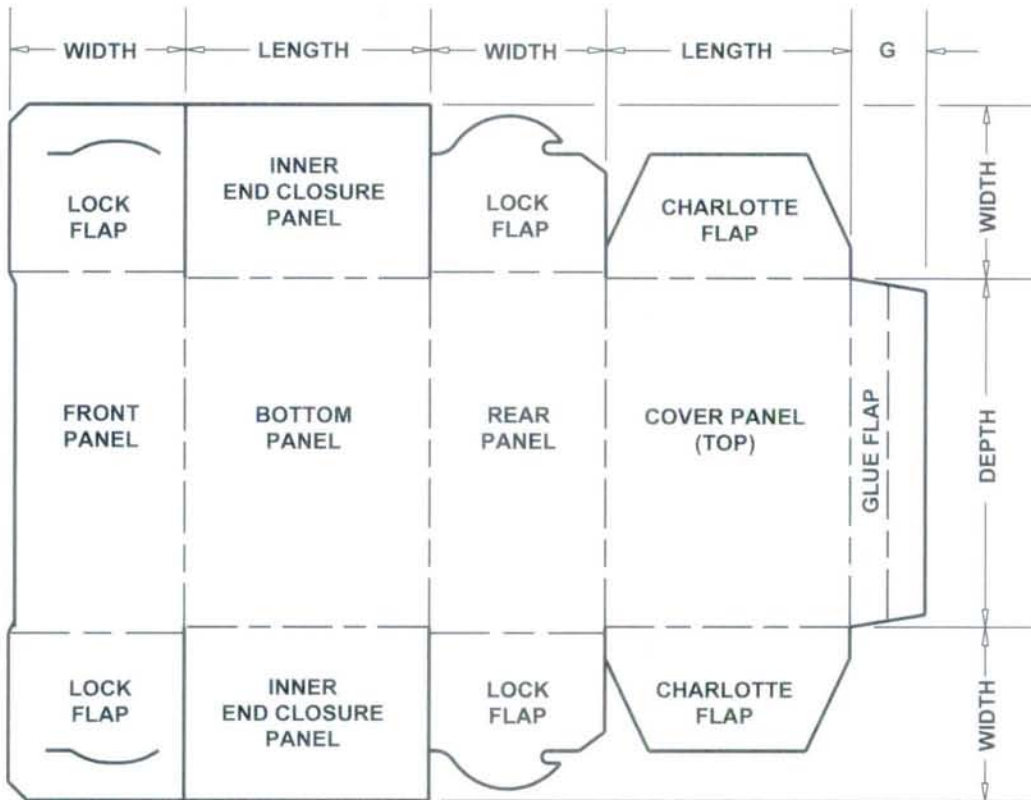 WIDTH
LENGTH
WIDTH
LENGTH
G
LOCK
FLAP
INNER
END CLOSURE
PANEL
LOCK
FLAP
CHARLOTTE
FLAP
WIDTH
FRONT
PANEL
BOTTOM
PANEL
REAR
PANEL
COVER PANEL
(TOP)
GLUE FLAP
DEPTH
LOCK
FLAP
INNER
END CLOSURE
PANEL
LOCK
FLAP
CHARLOTTE
FLAP
WIDTH